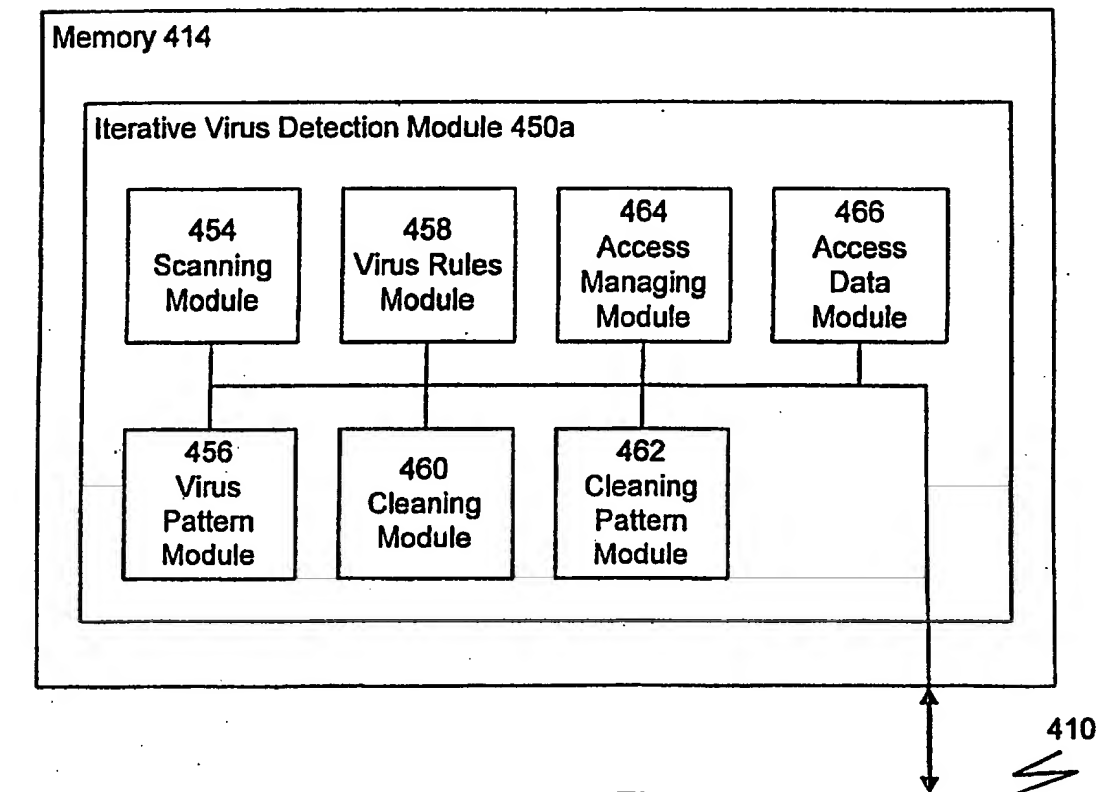 Memory 414
Iterative Virus Detection Module 450a
454
Scanning
Module
458
Virus Rules
Module
464
Access
Managing
Module
466
Access
Data
Module
456
Virus
Pattern
Module
460
Cleaning
Module
462
Cleaning
Pattern
Module
410